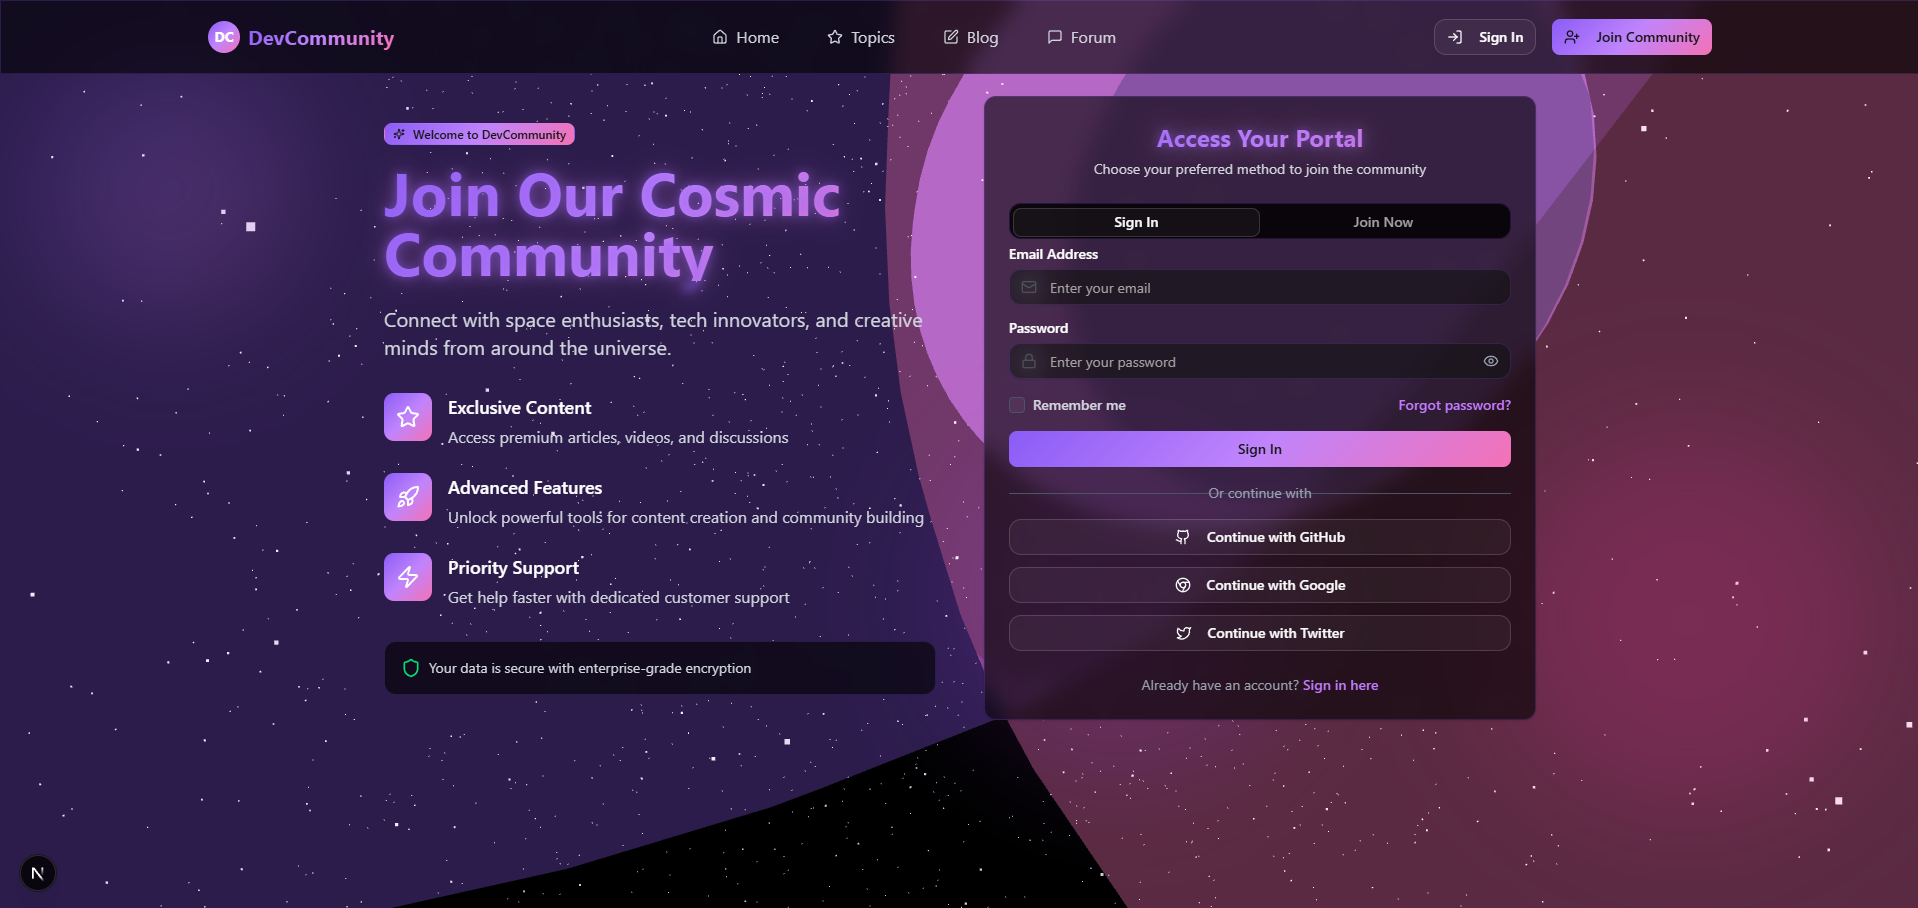 DC DevCommunity
Home
Topics
Blog
Forum
Sign In
Join Community
Welcome to DevCommunity
Join Our Cosmic
Community
Connect with space enthusiasts, tech innovators, and creative
minds from around the universe.
Exclusive Content
Access premium articles, videos, and discussions
Advanced Features
Unlock powerful tools for content creation and community building
Priority Support
Get help faster with dedicated customer support
Your data is secure with enterprise-grade encryption
Access Your Portal
Choose your preferred method to join the community
Sign In
Join Now
Email Address
Enter your email
Password
Enter your password
Remember me
Forgot password?
Sign In
Or continue with
Continue with GitHub
Continue with Google
Continue with Twitter
Already have an account? Sign in here
N